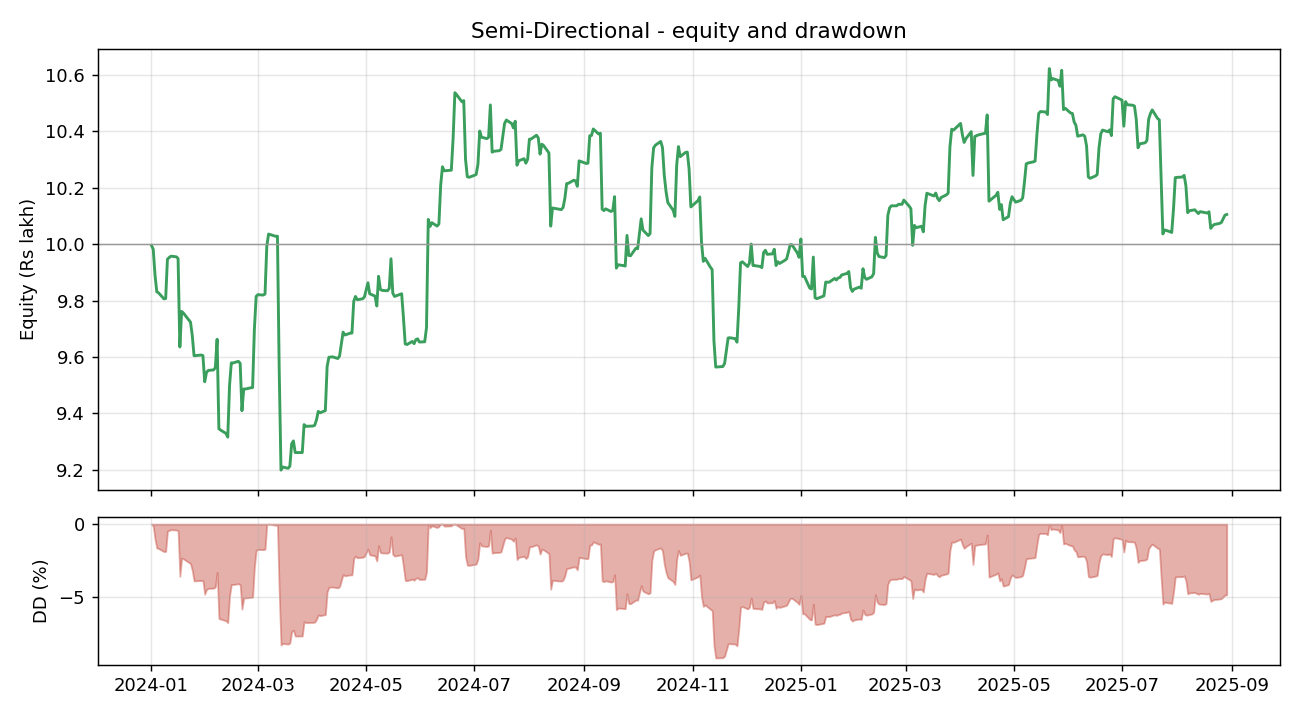 Semi-Directional - equity and drawdown
Equity (Rs lakh)
10.6
10.4
10.2
10.0
9.8
9.6
9.4
9.2
DD (%)
0
−5
2024-01 2024-03 2024-05 2024-07 2024-09 2024-11 2025-01 2025-03 2025-05 2025-07 2025-09